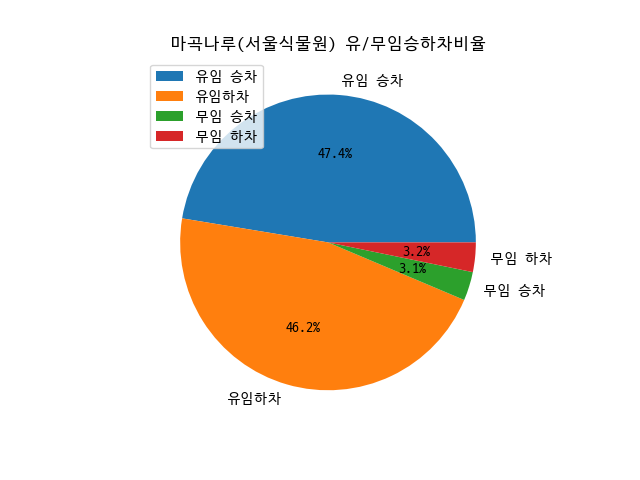 마곡나루(서울식물원) 유/무임승하차비율
유임 승차
유임하차
무임 승차
무임 하차
유임 승차
47.4%
3.2%
무임 하차
3.1%
무임 승차
46.2%
유임하차